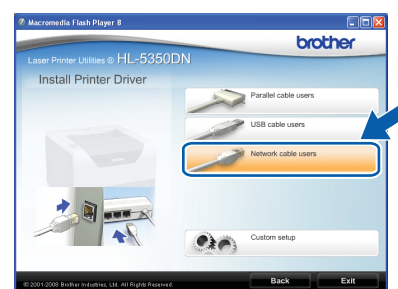 Macromedia Flash Player 8
brother
Laser Printer Utilities ® HL-5350DN
Install Printer Driver
Parallel cable users
USB cable users
Network cable users
Custom setup
© 2001-2008 Brother Industries, Ltd. All Rights Reserved.
Back
Exit